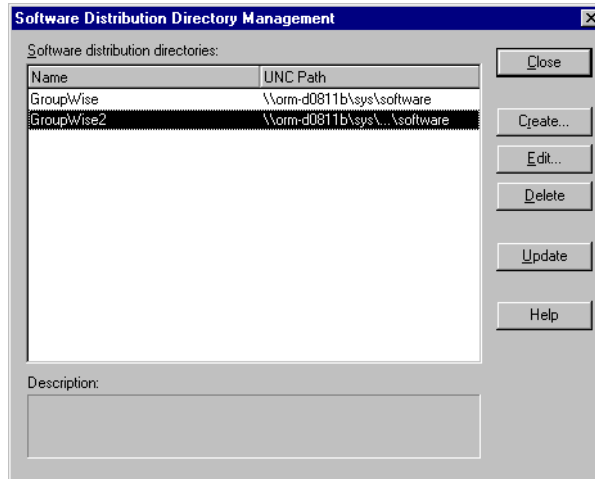 Software Distribution Directory Management
Software distribution directories:
Name UNC Path
GroupWise \\orm-d0811b\sys\software
GroupWise2 \\orm-d0811b\sys\...\software
Close
Create...
Edit...
Delete
Update
Help
Description: